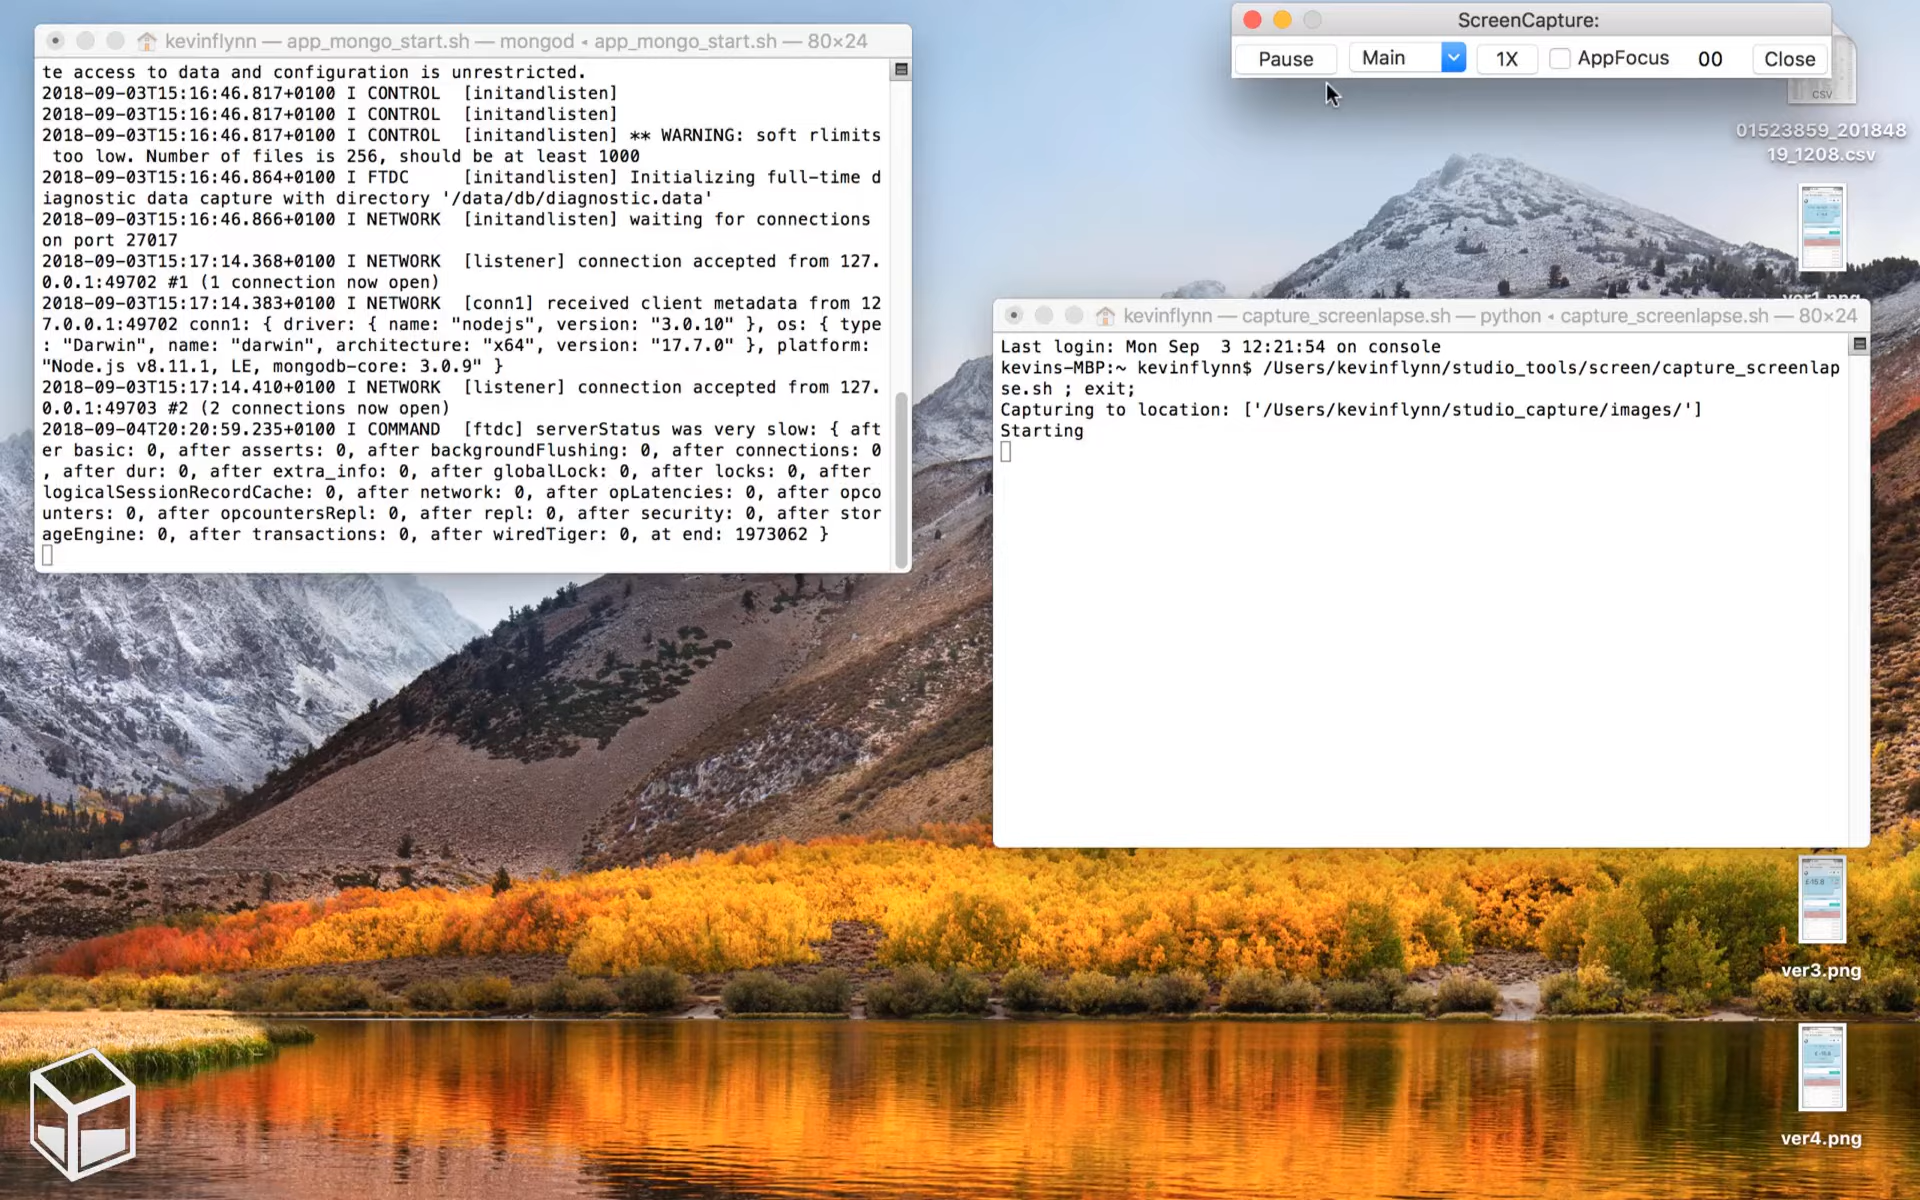 kevinflynn — app_mongo_start.sh — mongod ◂ app_mongo_start.sh — 80×24
te access to data and configuration is unrestricted.
2018-09-03T15:16:46.817+0100 I CONTROL  [initandlisten]
2018-09-03T15:16:46.817+0100 I CONTROL  [initandlisten]
2018-09-03T15:16:46.817+0100 I CONTROL  [initandlisten] ** WARNING: soft rlimits
 too low. Number of files is 256, should be at least 1000
2018-09-03T15:16:46.864+0100 I FTDC     [initandlisten] Initializing full-time d
iagnostic data capture with directory '/data/db/diagnostic.data'
2018-09-03T15:16:46.866+0100 I NETWORK  [initandlisten] waiting for connections
on port 27017
2018-09-03T15:17:14.368+0100 I NETWORK  [listener] connection accepted from 127.
0.0.1:49702 #1 (1 connection now open)
2018-09-03T15:17:14.383+0100 I NETWORK  [conn1] received client metadata from 12
7.0.0.1:49702 conn1: { driver: { name: "nodejs", version: "3.0.10" }, os: { type
: "Darwin", name: "darwin", architecture: "x64", version: "17.7.0" }, platform:
"Node.js v8.11.1, LE, mongodb-core: 3.0.9" }
2018-09-03T15:17:14.410+0100 I NETWORK  [listener] connection accepted from 127.
0.0.1:49703 #2 (2 connections now open)
2018-09-04T20:20:59.235+0100 I COMMAND  [ftdc] serverStatus was very slow: { aft
er basic: 0, after asserts: 0, after backgroundFlushing: 0, after connections: 0
, after dur: 0, after extra_info: 0, after globalLock: 0, after locks: 0, after
logicalSessionRecordCache: 0, after network: 0, after opLatencies: 0, after opco
unters: 0, after opcountersRepl: 0, after repl: 0, after security: 0, after stor
ageEngine: 0, after transactions: 0, after wiredTiger: 0, at end: 1973062 }
ScreenCapture:
Pause Main 1X AppFocus 00 Close
csv
01523859_201848
19_1208.csv
ver1.png
kevinflynn — capture_screenlapse.sh — python ◂ capture_screenlapse.sh — 80×24
Last login: Mon Sep  3 12:21:54 on console
kevins-MBP:~ kevinflynn$ /Users/kevinflynn/studio_tools/screen/capture_screenlap
se.sh ; exit;
Capturing to location: ['/Users/kevinflynn/studio_capture/images/']
Starting
ver3.png
ver4.png